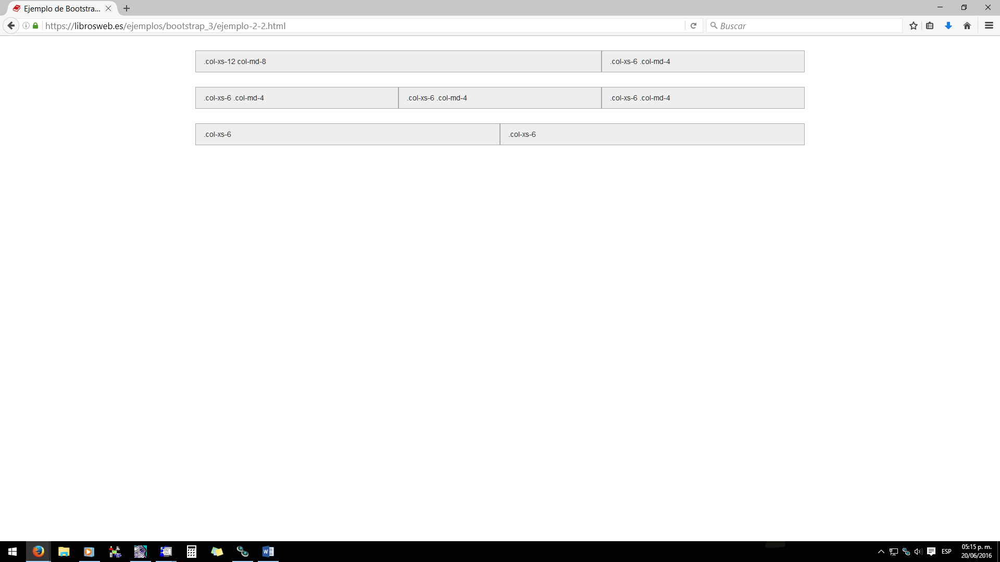 Ejemplo de Bootstra...
https://librosweb.es/ejemplos/bootstrap_3/ejemplo-2-2.html
Buscar
.col-xs-12 col-md-8
.col-xs-6 .col-md-4
.col-xs-6 .col-md-4
.col-xs-6 .col-md-4
.col-xs-6 .col-md-4
.col-xs-6
.col-xs-6
ESP
05:15 p. m.
20/06/2016